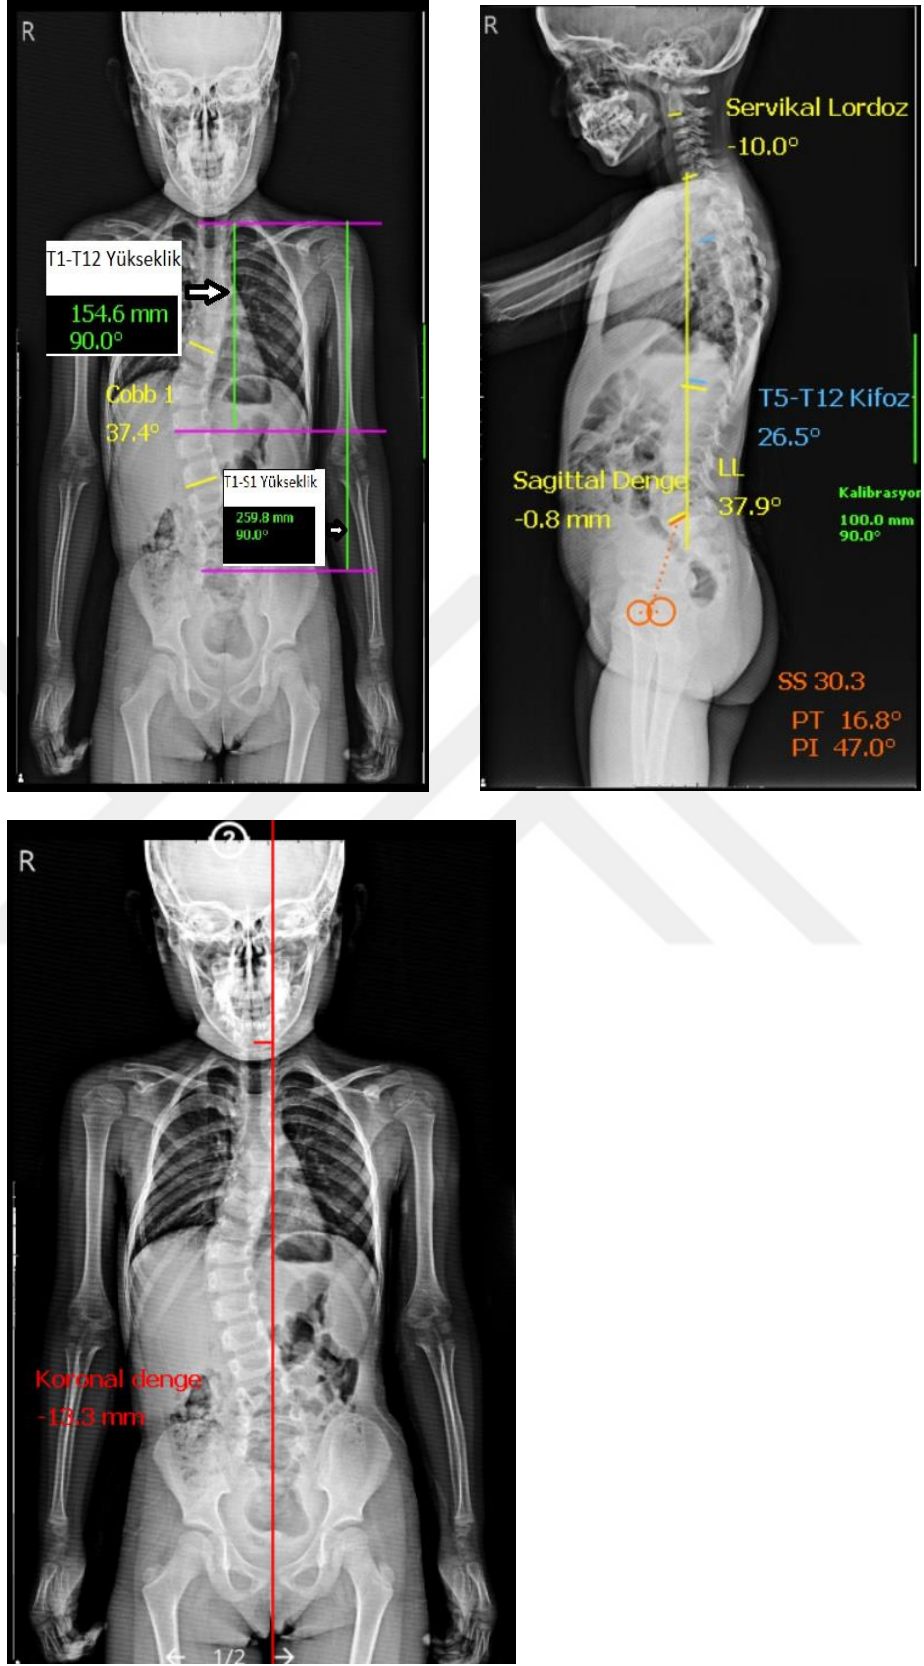 R
T1-T12 Yükseklik
154.6 mm
90.0°
Cobb 1
37.4°
T1-S1 Yükseklik
259.8 mm
90.0°
R
Servikal Lordoz
-10.0°
T5-T12 Kifoz
26.5°
Sagittal Denge
-0.8 mm
LL
37.9°
Kalibrasyon
100.0 mm
90.0°
SS 30.3
PT 16.8°
PI 47.0°
2
R
Koronal denge
-13.3 mm
1/2